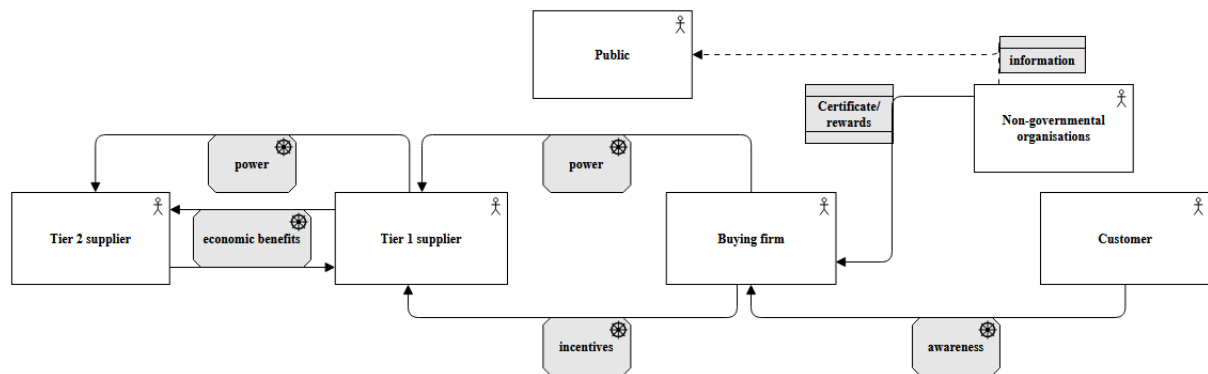 Public
information
Certificate/
rewards
Non-governmental
organisations
power
power
Tier 2 supplier
economic benefits
Tier 1 supplier
Buying firm
Customer
incentives
awareness